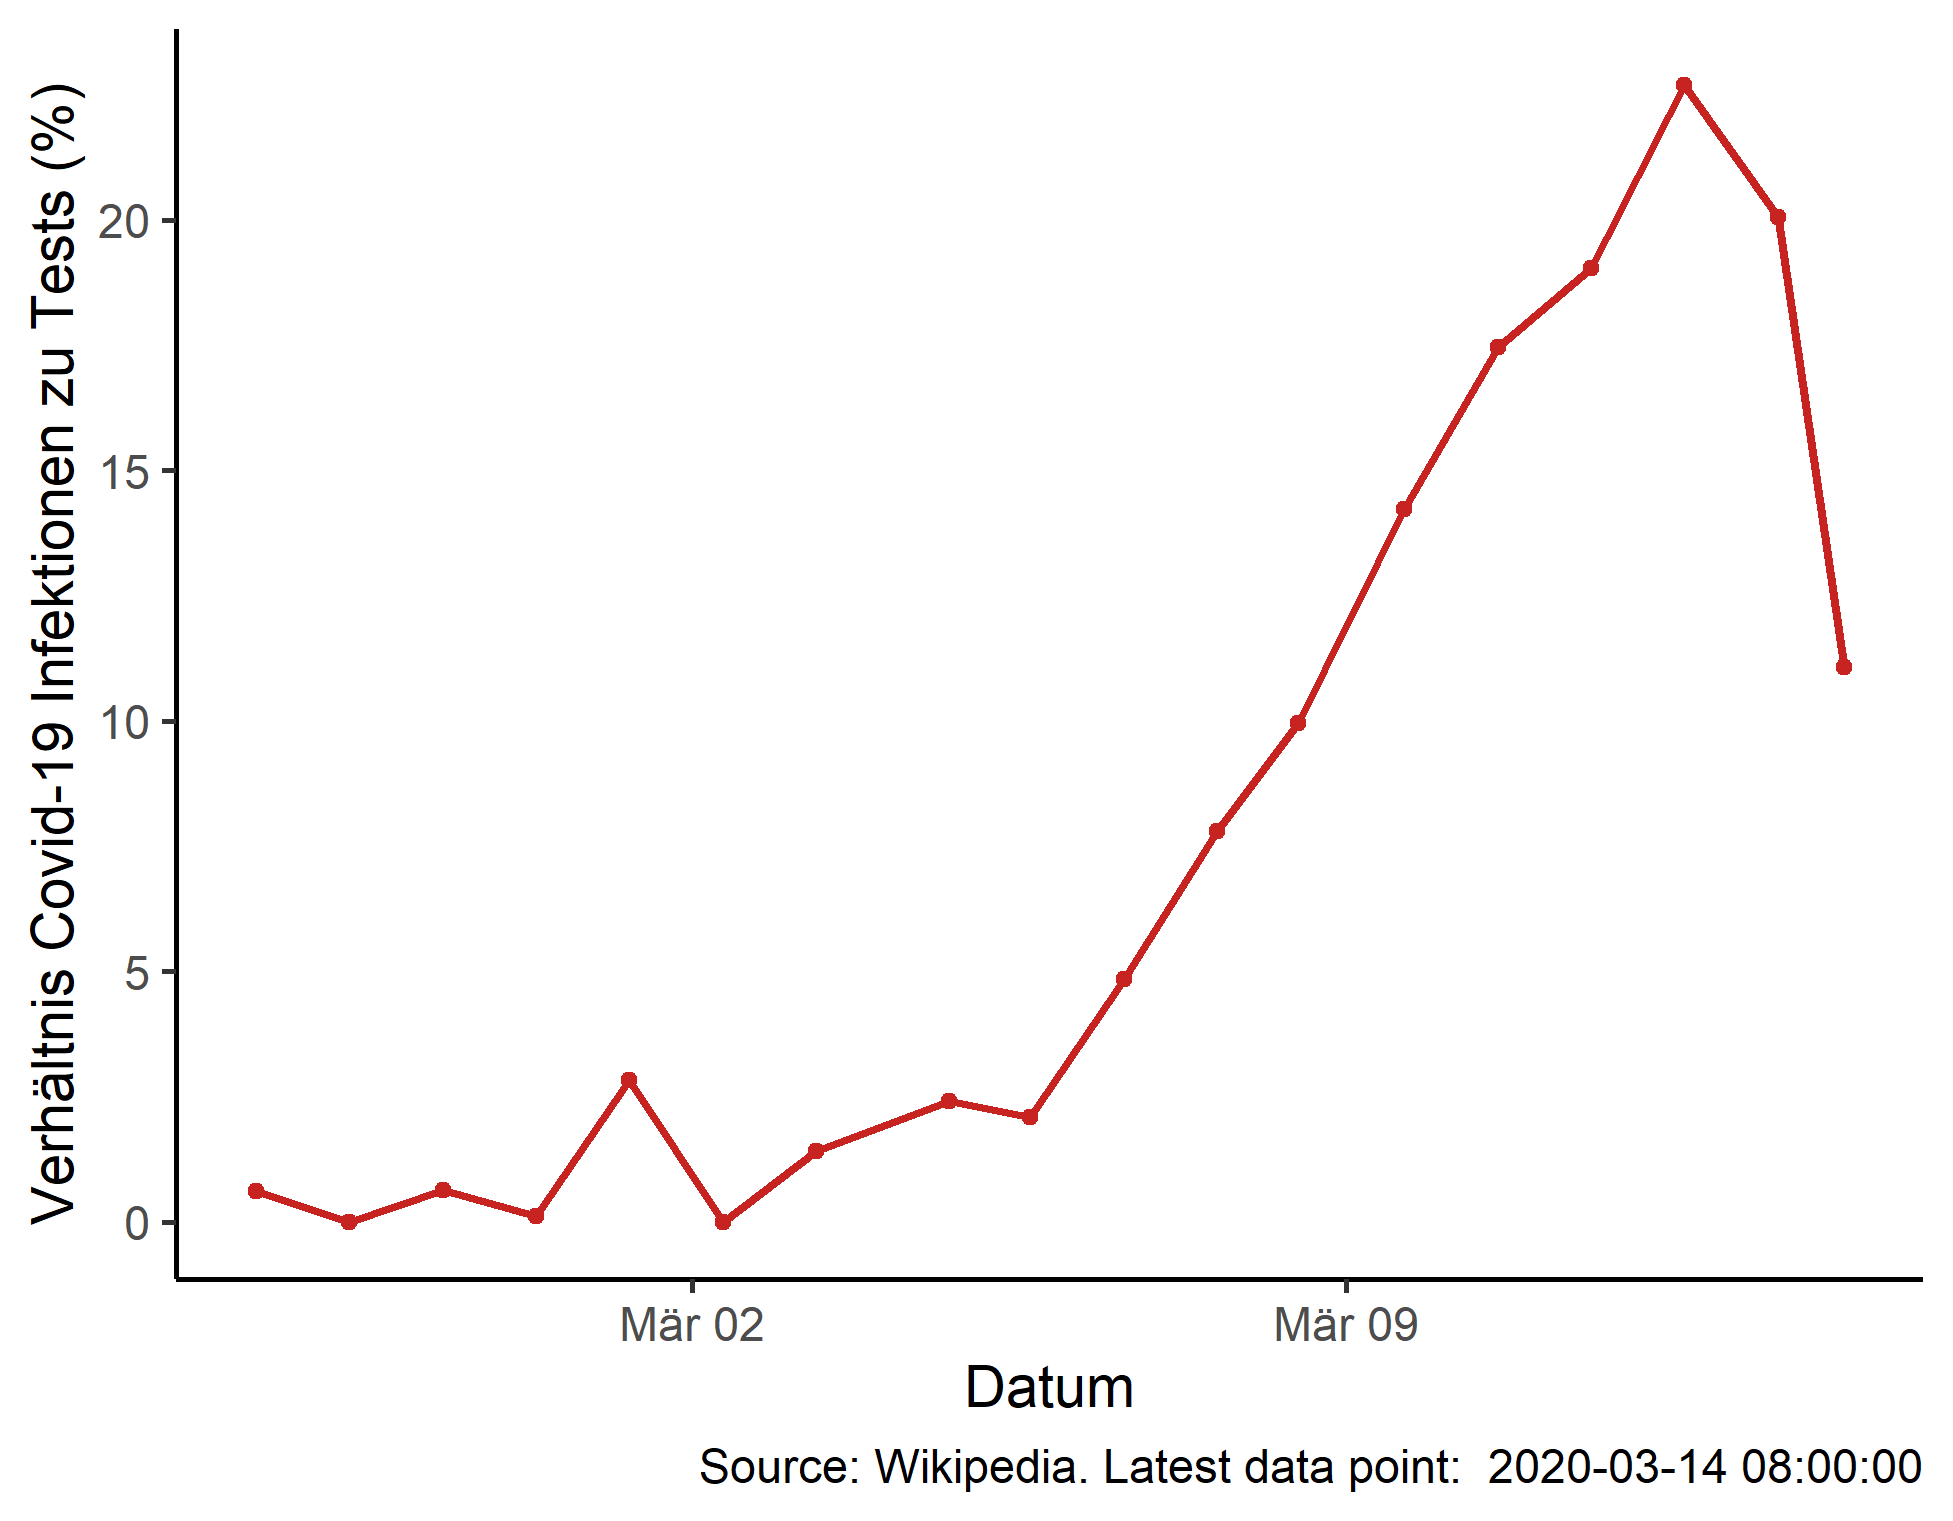 Verhältnis Covid-19 Infektionen zu Tests (%)
20
15
10
5
0
Mär 02
Mär 09
Datum
Source: Wikipedia. Latest data point:  2020-03-14 08:00:00